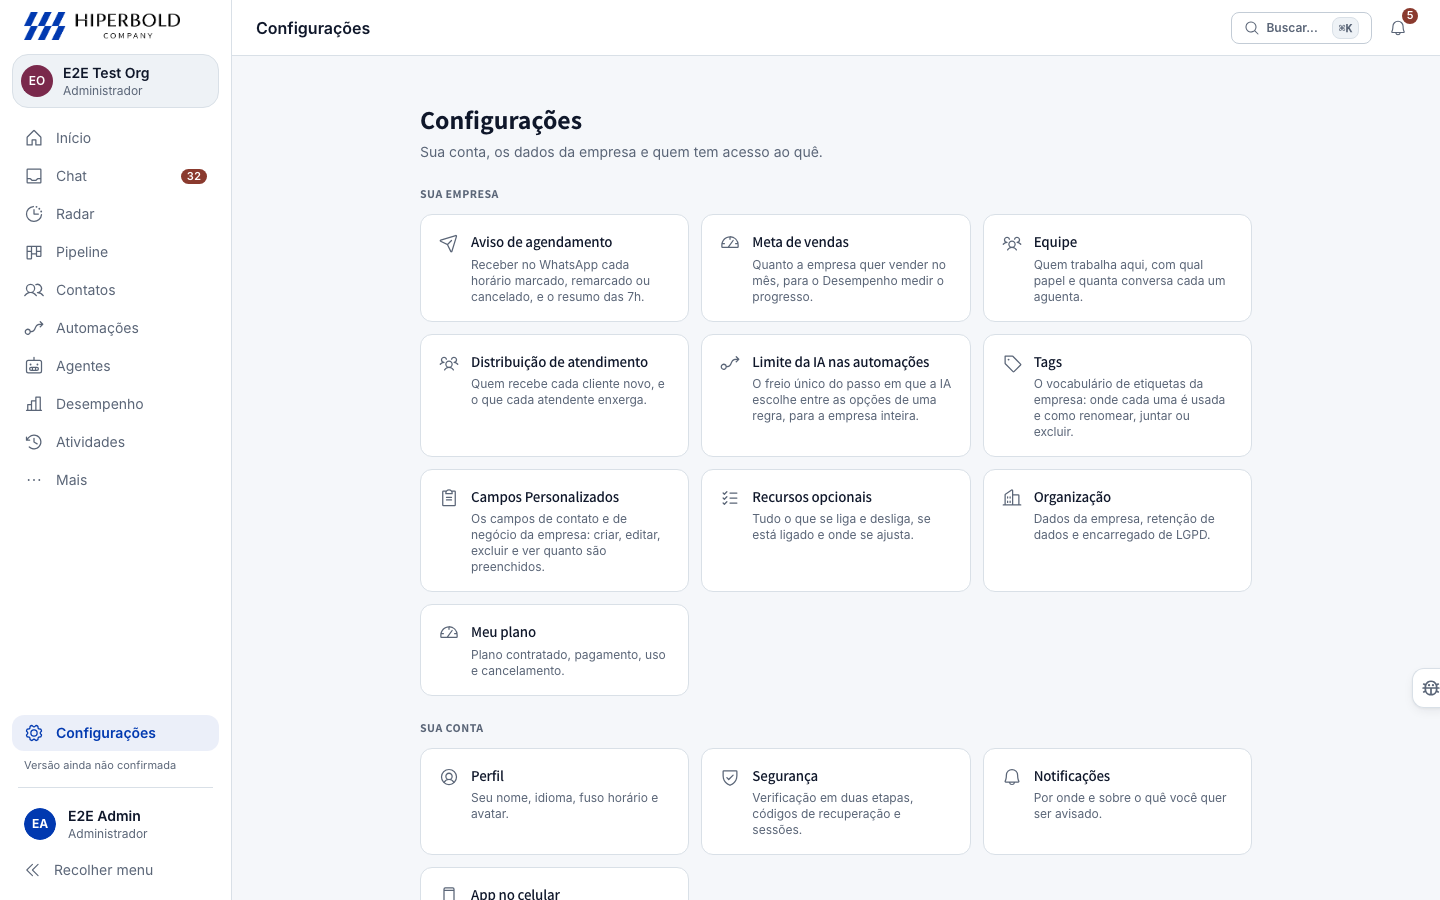 HIPERBOLD
COMPANY
EO
E2E Test Org
Administrador
Início
Chat
32
Radar
Pipeline
Contatos
Automações
Agentes
Desempenho
Atividades
Mais
Configurações
Versão ainda não confirmada
EA
E2E Admin
Administrador
Recolher menu
Configurações
Buscar...
⌘K
5
Configurações
Sua conta, os dados da empresa e quem tem acesso ao quê.
SUA EMPRESA
Aviso de agendamento
Receber no WhatsApp cada
horário marcado, remarcado ou
cancelado, e o resumo das 7h.
Meta de vendas
Quanto a empresa quer vender no
mês, para o Desempenho medir o
progresso.
Equipe
Quem trabalha aqui, com qual
papel e quanta conversa cada um
aguenta.
Distribuição de atendimento
Quem recebe cada cliente novo, e
o que cada atendente enxerga.
Limite da IA nas automações
O freio único do passo em que a IA
escolhe entre as opções de uma
regra, para a empresa inteira.
Tags
O vocabulário de etiquetas da
empresa: onde cada uma é usada
e como renomear, juntar ou
excluir.
Campos Personalizados
Os campos de contato e de
negócio da empresa: criar, editar,
excluir e ver quanto são
preenchidos.
Recursos opcionais
Tudo o que se liga e desliga, se
está ligado e onde se ajusta.
Organização
Dados da empresa, retenção de
dados e encarregado de LGPD.
Meu plano
Plano contratado, pagamento, uso
e cancelamento.
SUA CONTA
Perfil
Seu nome, idioma, fuso horário e
avatar.
Segurança
Verificação em duas etapas,
códigos de recuperação e
sessões.
Notificações
Por onde e sobre o quê você quer
ser avisado.
App no celular